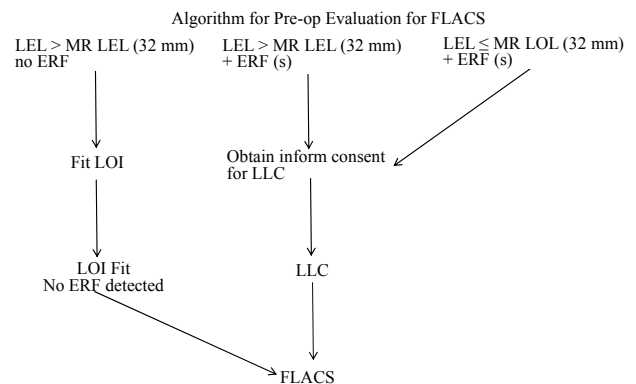 Algorithm for Pre-op Evaluation for FLACS
LEL > MR LEL (32 mm)
no ERF
LEL > MR LEL (32 mm)
+ ERF (s)
LEL ≤ MR LOL (32 mm)
+ ERF (s)
Fit LOI
Obtain inform consent
for LLC
LOI Fit
No ERF detected
LLC
FLACS